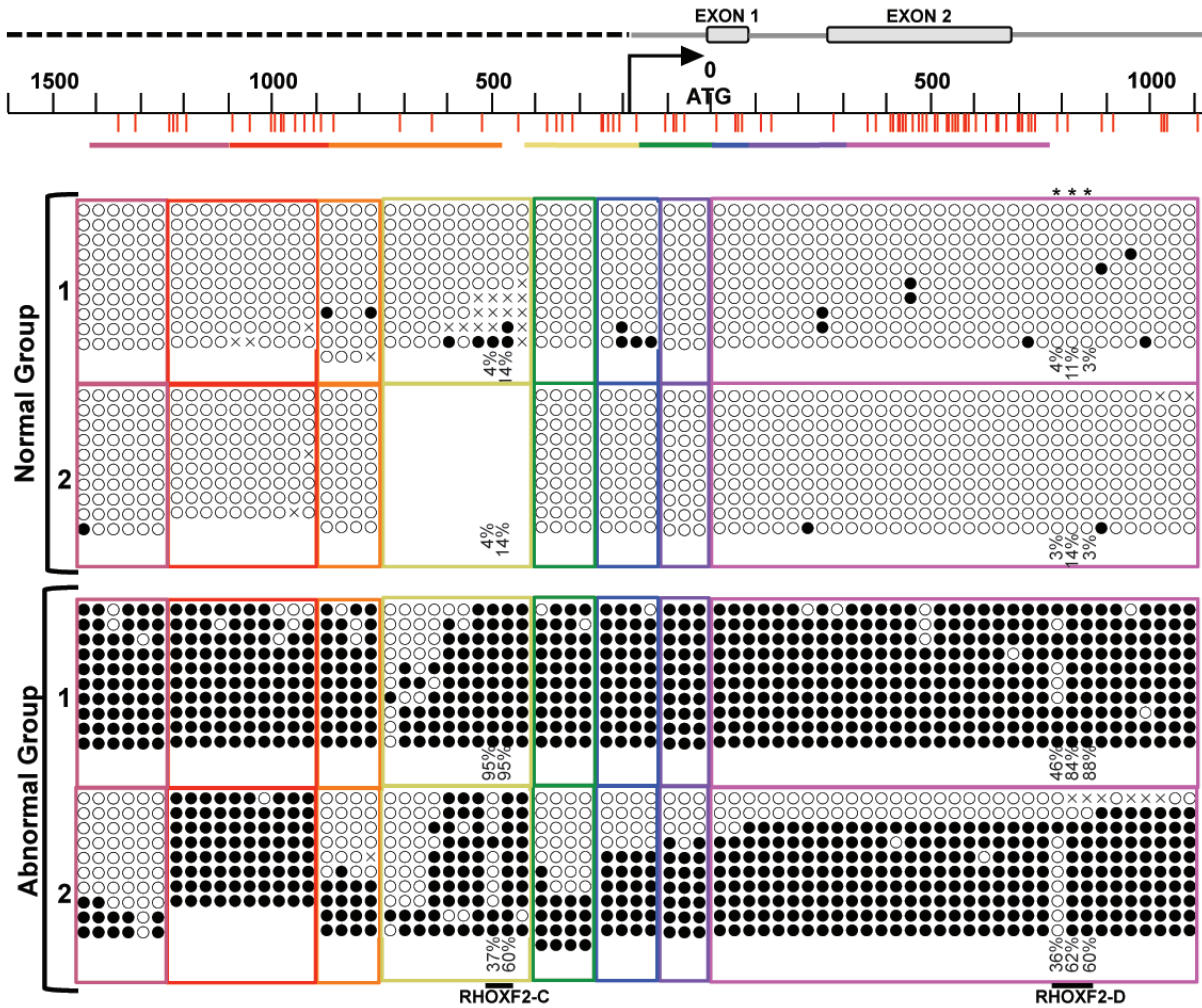 EXON 1 EXON 2
1500 1000 500 0 500 1000
ATG
* * *
Normal Group
1
4% 14% 4% 11% 3%
2
4% 14% 3% 14% 3%
Abnormal Group
1
95% 95% 46% 84% 88%
2
37% 60% 36% 62% 60%
RHOXF2-C RHOXF2-D